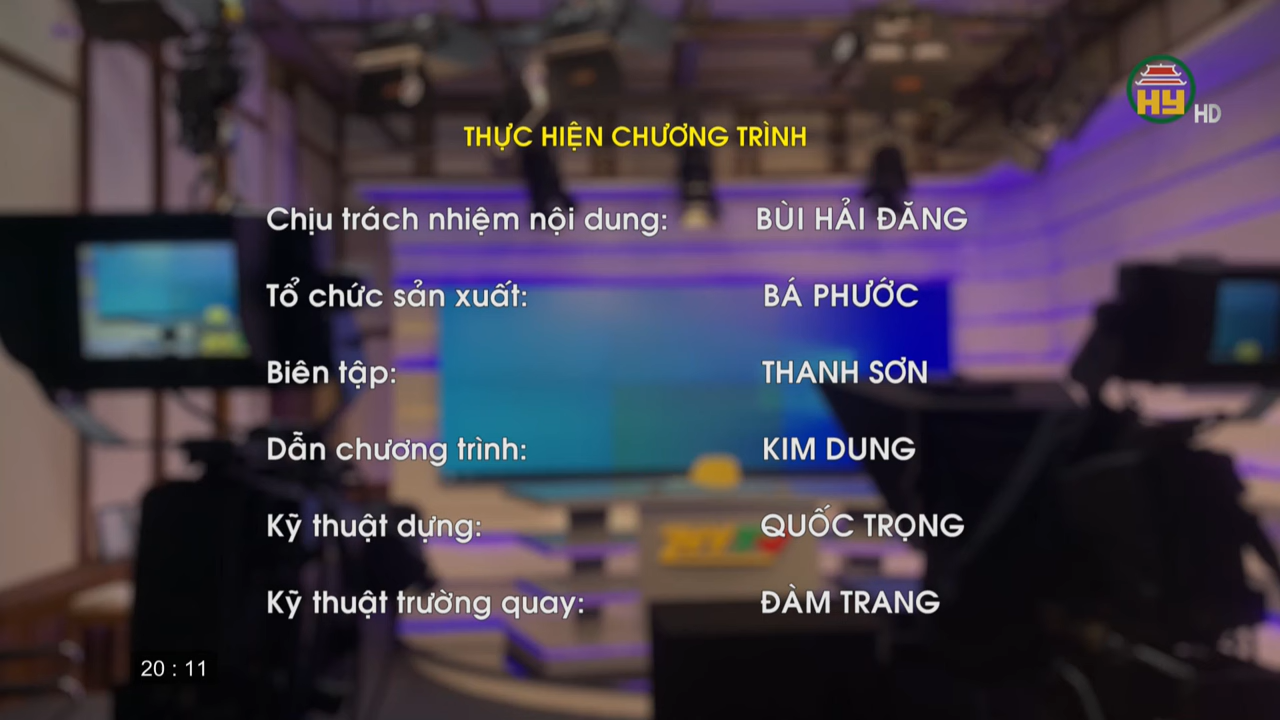 HY HD
THỰC HIỆN CHƯƠNG TRÌNH
Chịu trách nhiệm nội dung: BÙI HẢI ĐĂNG
Tổ chức sản xuất: BÁ PHƯỚC
Biên tập: THANH SƠN
Dẫn chương trình: KIM DUNG
Kỹ thuật dựng: QUỐC TRỌNG
Kỹ thuật trường quay: ĐÀM TRANG
20 : 11